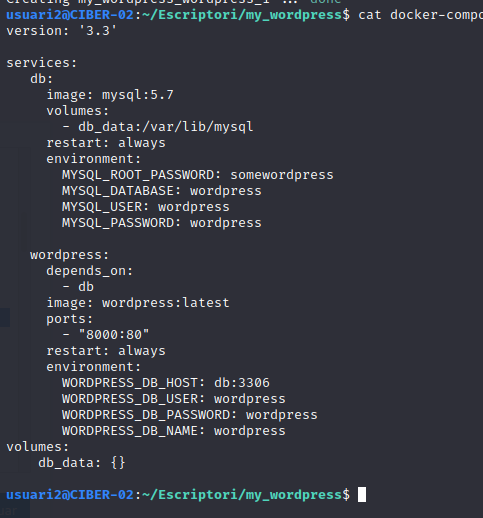 Creating my_wordpress_wordpress_1 ... done
usuari2@CIBER-02:~/Escriptori/my_wordpress$ cat docker-compo
version: '3.3'

services:
   db:
     image: mysql:5.7
     volumes:
       - db_data:/var/lib/mysql
     restart: always
     environment:
       MYSQL_ROOT_PASSWORD: somewordpress
       MYSQL_DATABASE: wordpress
       MYSQL_USER: wordpress
       MYSQL_PASSWORD: wordpress

   wordpress:
     depends_on:
       - db
     image: wordpress:latest
     ports:
       - "8000:80"
     restart: always
     environment:
       WORDPRESS_DB_HOST: db:3306
       WORDPRESS_DB_USER: wordpress
       WORDPRESS_DB_PASSWORD: wordpress
       WORDPRESS_DB_NAME: wordpress
volumes:
    db_data: {}

usuari2@CIBER-02:~/Escriptori/my_wordpress$